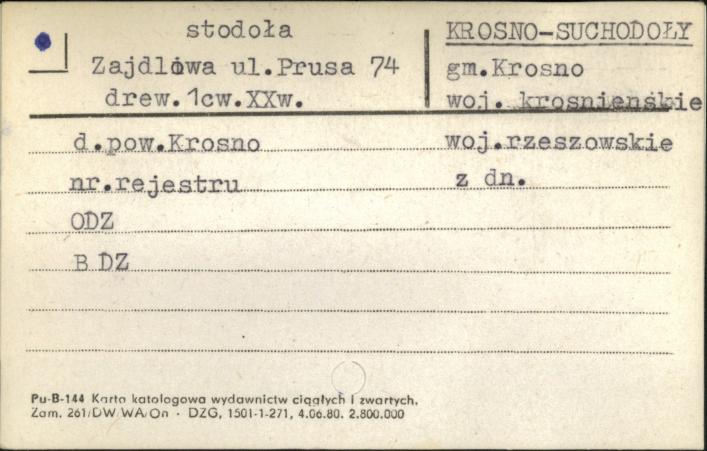 stodoła
Zajdlowa ul.Prusa 74
drew.1cw.XXw.
KROSNO-SUCHODOŁY
gm.Krosno
woj. krosnieńskie
d.pow.Krosno
woj.rzeszowskie
nr.rejestru
z dn.
ODZ
B DZ
Pu-B-144 Karta katalogowa wydawnictw ciągłych i zwartych.
Zam. 261/DW/WA/On · DZG, 1501-1-271, 4.06.80. 2.800.000